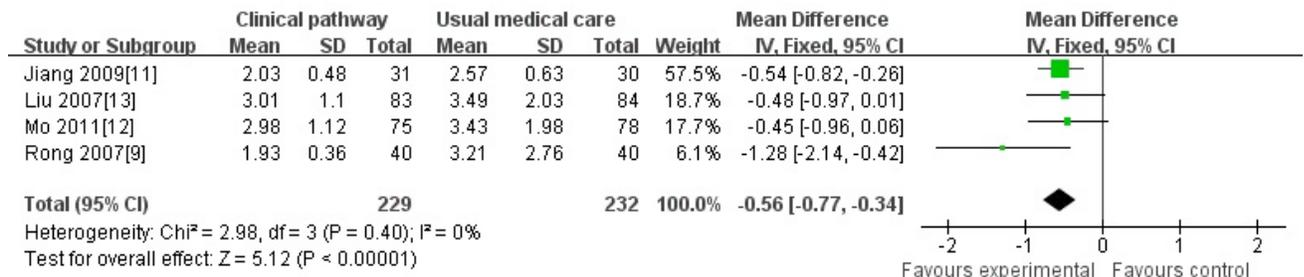 Clinical pathway Usual medical care Mean Difference Mean Difference
Study or Subgroup Mean SD Total Mean SD Total Weight IV, Fixed, 95% CI IV, Fixed, 95% CI
Jiang 2009[11] 2.03 0.48 31 2.57 0.63 30 57.5% -0.54 [-0.82, -0.26]
Liu 2007[13] 3.01 1.1 83 3.49 2.03 84 18.7% -0.48 [-0.97, 0.01]
Mo 2011[12] 2.98 1.12 75 3.43 1.98 78 17.7% -0.45 [-0.96, 0.06]
Rong 2007[9] 1.93 0.36 40 3.21 2.76 40 6.1% -1.28 [-2.14, -0.42]
Total (95% CI) 229 232 100.0% -0.56 [-0.77, -0.34]
Heterogeneity: Chi² = 2.98, df = 3 (P = 0.40); I² = 0%
Test for overall effect: Z = 5.12 (P < 0.00001)
-2 -1 0 1 2
Favours experimental Favours control